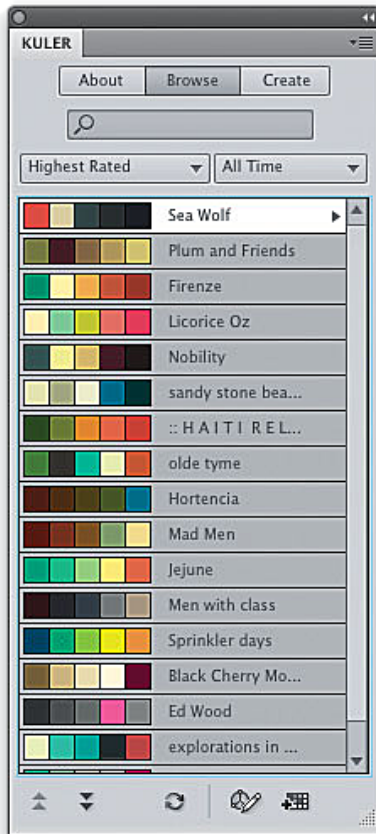 KULER
About Browse Create
Highest Rated All Time
Sea Wolf
Plum and Friends
Firenze
Licorice Oz
Nobility
sandy stone bea...
:: H A I T I R E L...
olde tyme
Hortencia
Mad Men
Jejune
Men with class
Sprinkler days
Black Cherry Mo...
Ed Wood
explorations in ...